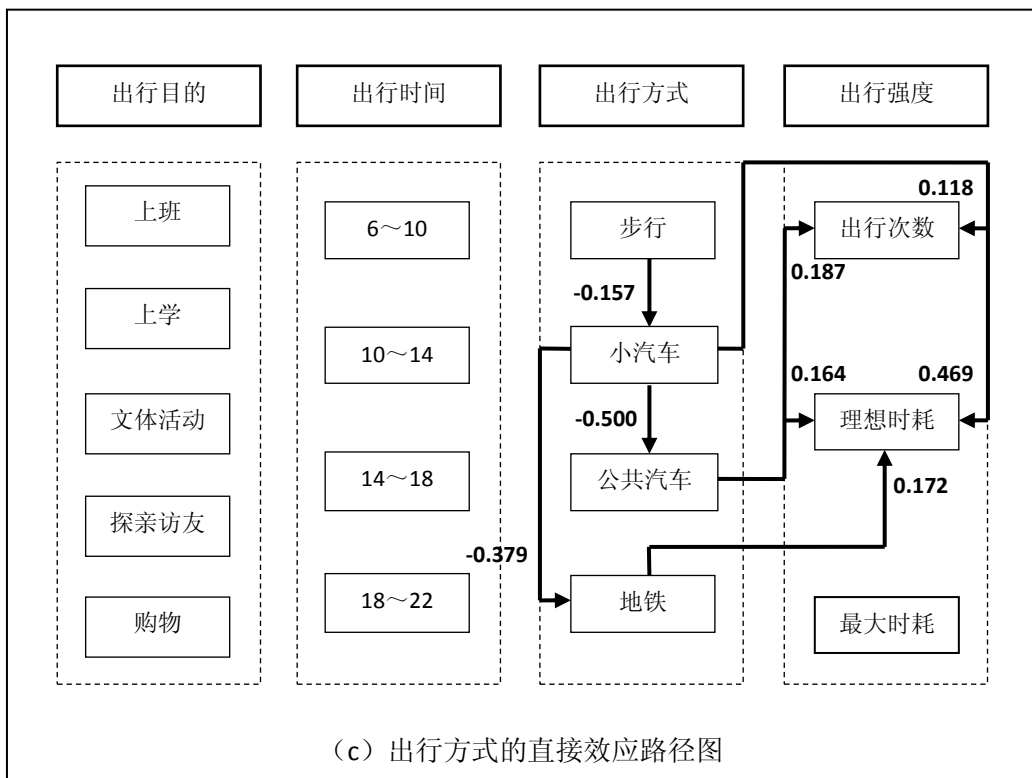 出行目的
出行时间
出行方式
出行强度
上班
上学
文体活动
探亲访友
购物
6～10
10～14
14～18
18～22
步行
-0.157
小汽车
-0.500
公共汽车
-0.379
地铁
0.118
出行次数
0.187
0.164
0.469
理想时耗
0.172
最大时耗
（c）出行方式的直接效应路径图